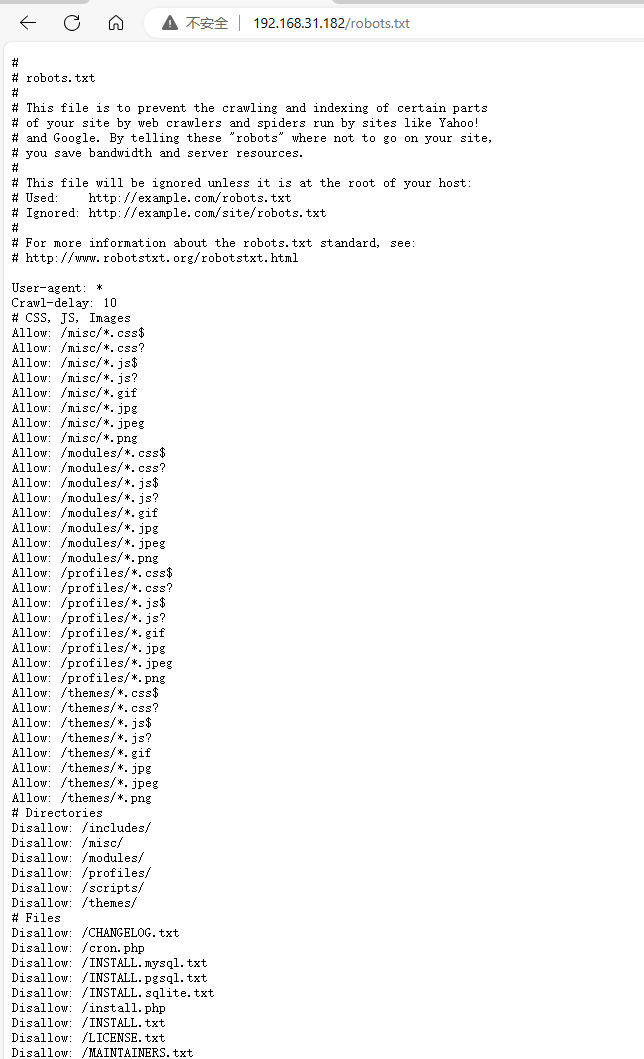 不安全 192.168.31.182/robots.txt
#
# robots.txt
#
# This file is to prevent the crawling and indexing of certain parts
# of your site by web crawlers and spiders run by sites like Yahoo!
# and Google. By telling these "robots" where not to go on your site,
# you save bandwidth and server resources.
#
# This file will be ignored unless it is at the root of your host:
# Used:    http://example.com/robots.txt
# Ignored: http://example.com/site/robots.txt
#
# For more information about the robots.txt standard, see:
# http://www.robotstxt.org/robotstxt.html

User-agent: *
Crawl-delay: 10
# CSS, JS, Images
Allow: /misc/*.css$
Allow: /misc/*.css?
Allow: /misc/*.js$
Allow: /misc/*.js?
Allow: /misc/*.gif
Allow: /misc/*.jpg
Allow: /misc/*.jpeg
Allow: /misc/*.png
Allow: /modules/*.css$
Allow: /modules/*.css?
Allow: /modules/*.js$
Allow: /modules/*.js?
Allow: /modules/*.gif
Allow: /modules/*.jpg
Allow: /modules/*.jpeg
Allow: /modules/*.png
Allow: /profiles/*.css$
Allow: /profiles/*.css?
Allow: /profiles/*.js$
Allow: /profiles/*.js?
Allow: /profiles/*.gif
Allow: /profiles/*.jpg
Allow: /profiles/*.jpeg
Allow: /profiles/*.png
Allow: /themes/*.css$
Allow: /themes/*.css?
Allow: /themes/*.js$
Allow: /themes/*.js?
Allow: /themes/*.gif
Allow: /themes/*.jpg
Allow: /themes/*.jpeg
Allow: /themes/*.png
# Directories
Disallow: /includes/
Disallow: /misc/
Disallow: /modules/
Disallow: /profiles/
Disallow: /scripts/
Disallow: /themes/
# Files
Disallow: /CHANGELOG.txt
Disallow: /cron.php
Disallow: /INSTALL.mysql.txt
Disallow: /INSTALL.pgsql.txt
Disallow: /INSTALL.sqlite.txt
Disallow: /install.php
Disallow: /INSTALL.txt
Disallow: /LICENSE.txt
Disallow: /MAINTAINERS.txt